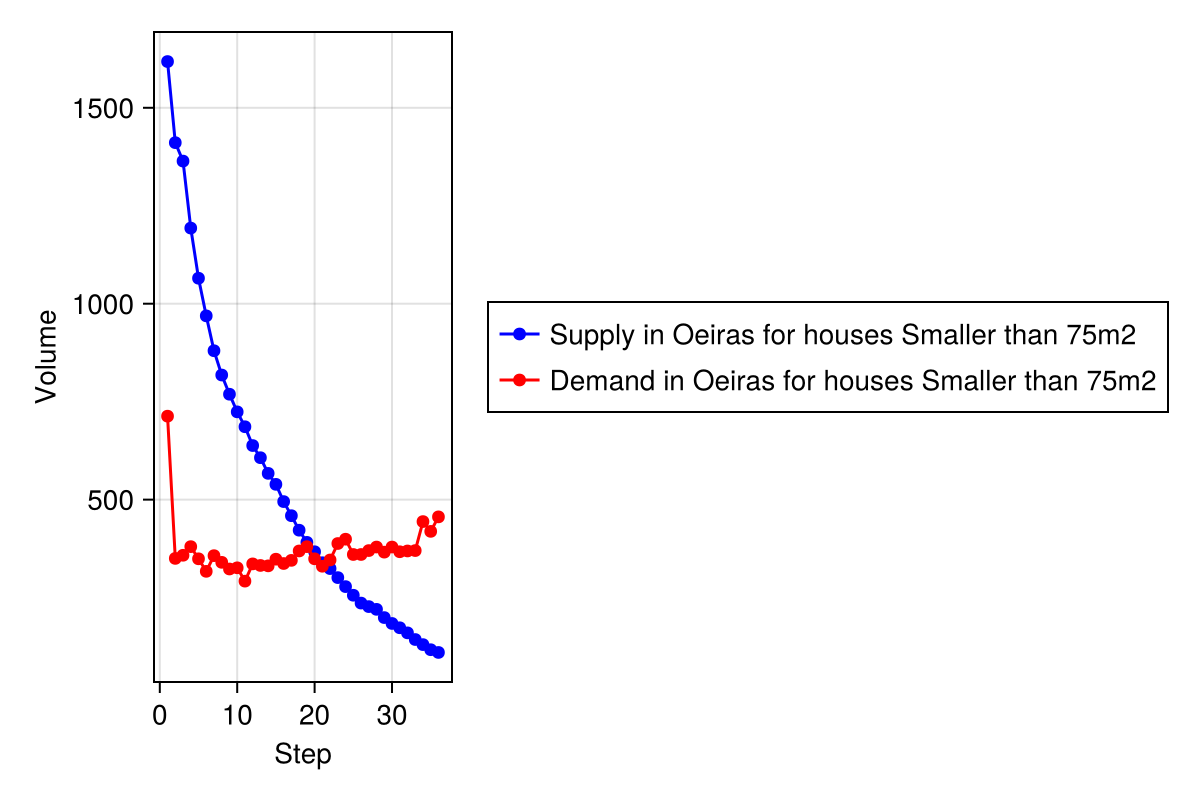 1500
1000
500
Volume
0 10 20 30
Step
Supply in Oeiras for houses Smaller than 75m2
Demand in Oeiras for houses Smaller than 75m2